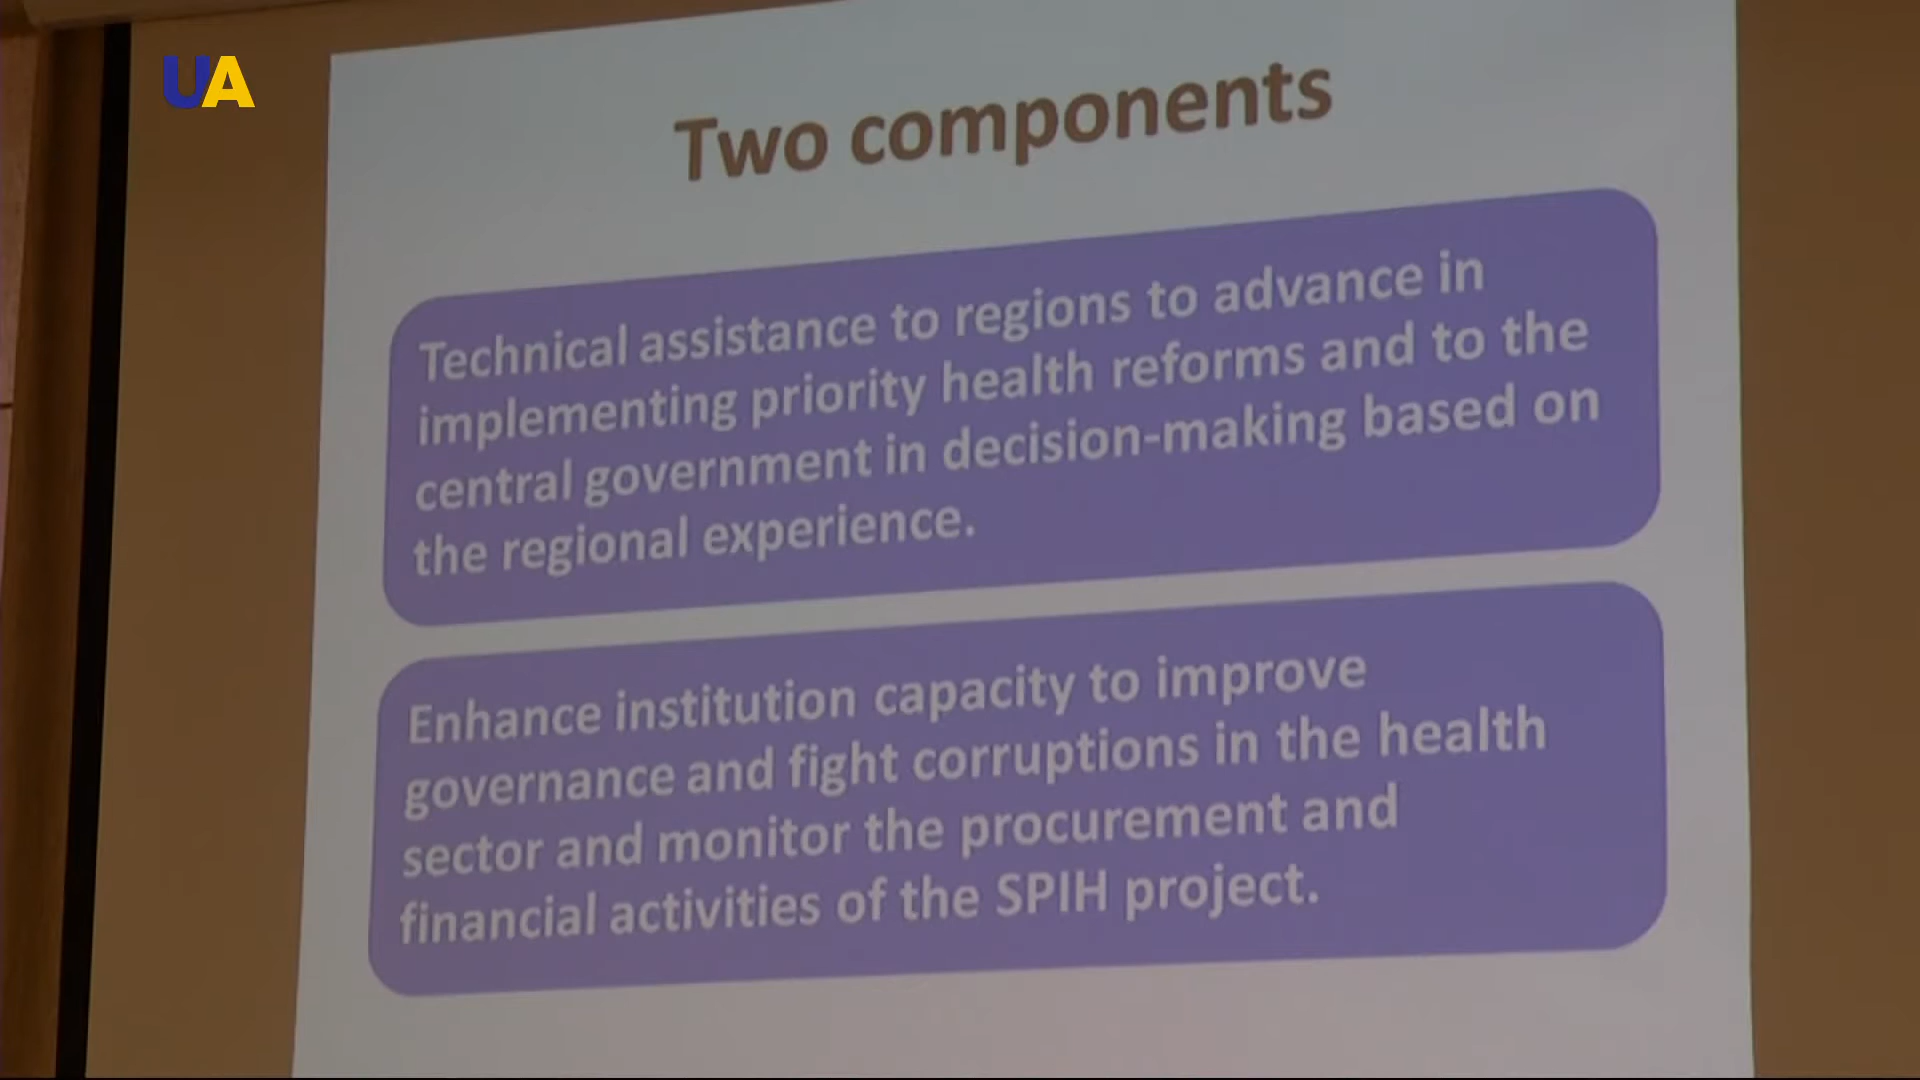 UA
Two components
Technical assistance to regions to advance in
implementing priority health reforms and to the
central government in decision-making based on
the regional experience.
Enhance institution capacity to improve
governance and fight corruptions in the health
sector and monitor the procurement and
financial activities of the SPIH project.